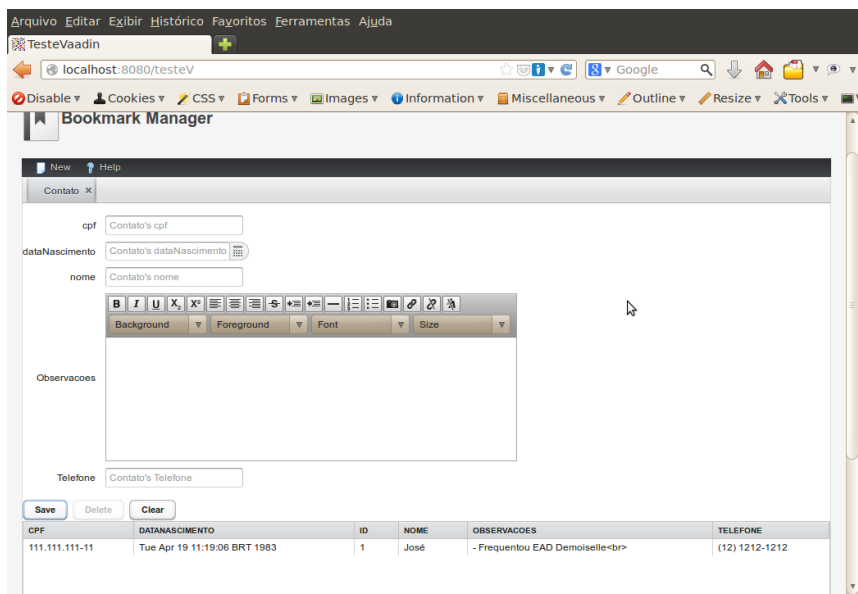 Arquivo Editar Exibir Histórico Favoritos Ferramentas Ajuda
TesteVaadin
localhost:8080/testeV
Google
Disable Cookies CSS Forms Images Information Miscellaneous Outline Resize Tools
Bookmark Manager
New Help
Contato ×
cpf Contato's cpf
dataNascimento Contato's dataNascimento
nome Contato's nome
B I U X₂ X² S
Background Foreground Font Size
Observacoes
Telefone Contato's Telefone
Save Delete Clear
CPF DATANASCIMENTO ID NOME OBSERVACOES TELEFONE
111.111.111-11 Tue Apr 19 11:19:06 BRT 1983 1 José - Frequentou EAD Demoiselle<br> (12) 1212-1212